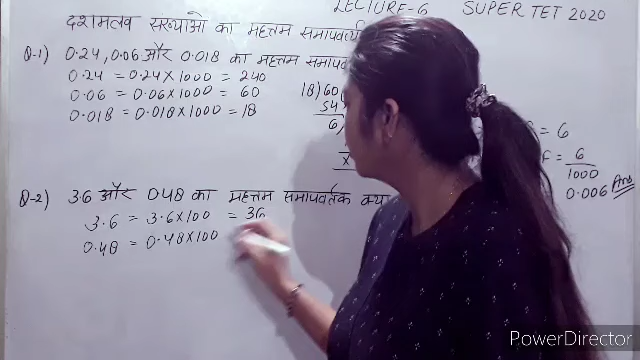 LECTURE-6 SUPER TET 2020
दशमलव संख्याओं का महत्तम समापवर्त्य
Q-1) 0.24, 0.06 और 0.018 का महत्तम समापव
0.24 = 0.24 × 1000 = 240
0.06 = 0.06 × 1000 = 60
0.018 = 0.018 × 1000 = 18
18) 60
54
6
x
= 6
= 6/1000
0.006 Ans
Q-2) 3.6 और 0.48 का महत्तम समापवर्तक क्या
3.6 = 3.6 × 100 = 36
0.48 = 0.48 × 100
PowerDirector